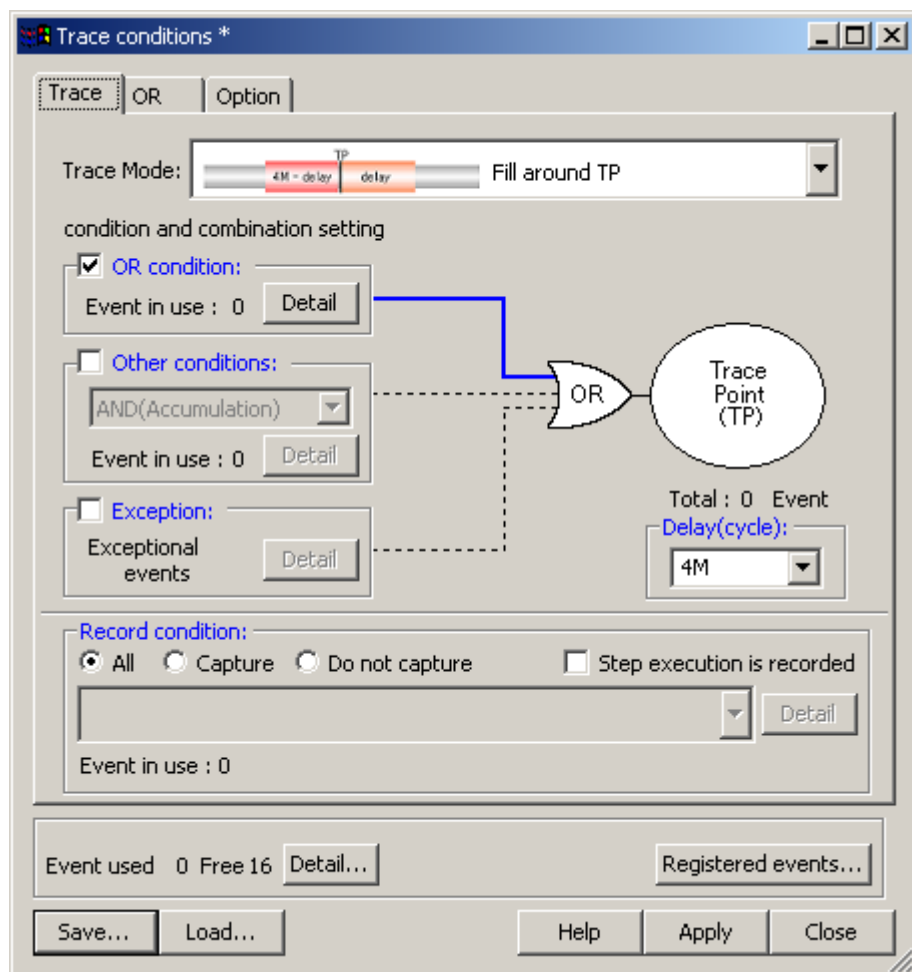 Trace conditions *
Trace OR Option
Trace Mode: 4M - delay TP delay Fill around TP
condition and combination setting
OR condition:
Event in use : 0 Detail
Other conditions:
AND(Accumulation)
Event in use : 0 Detail
Exception:
Exceptional
events
Detail
OR
Trace
Point
(TP)
Total : 0 Event
Delay(cycle):
4M
Record condition:
All Capture Do not capture Step execution is recorded
Detail
Event in use : 0
Event used 0 Free 16 Detail... Registered events...
Save... Load... Help Apply Close